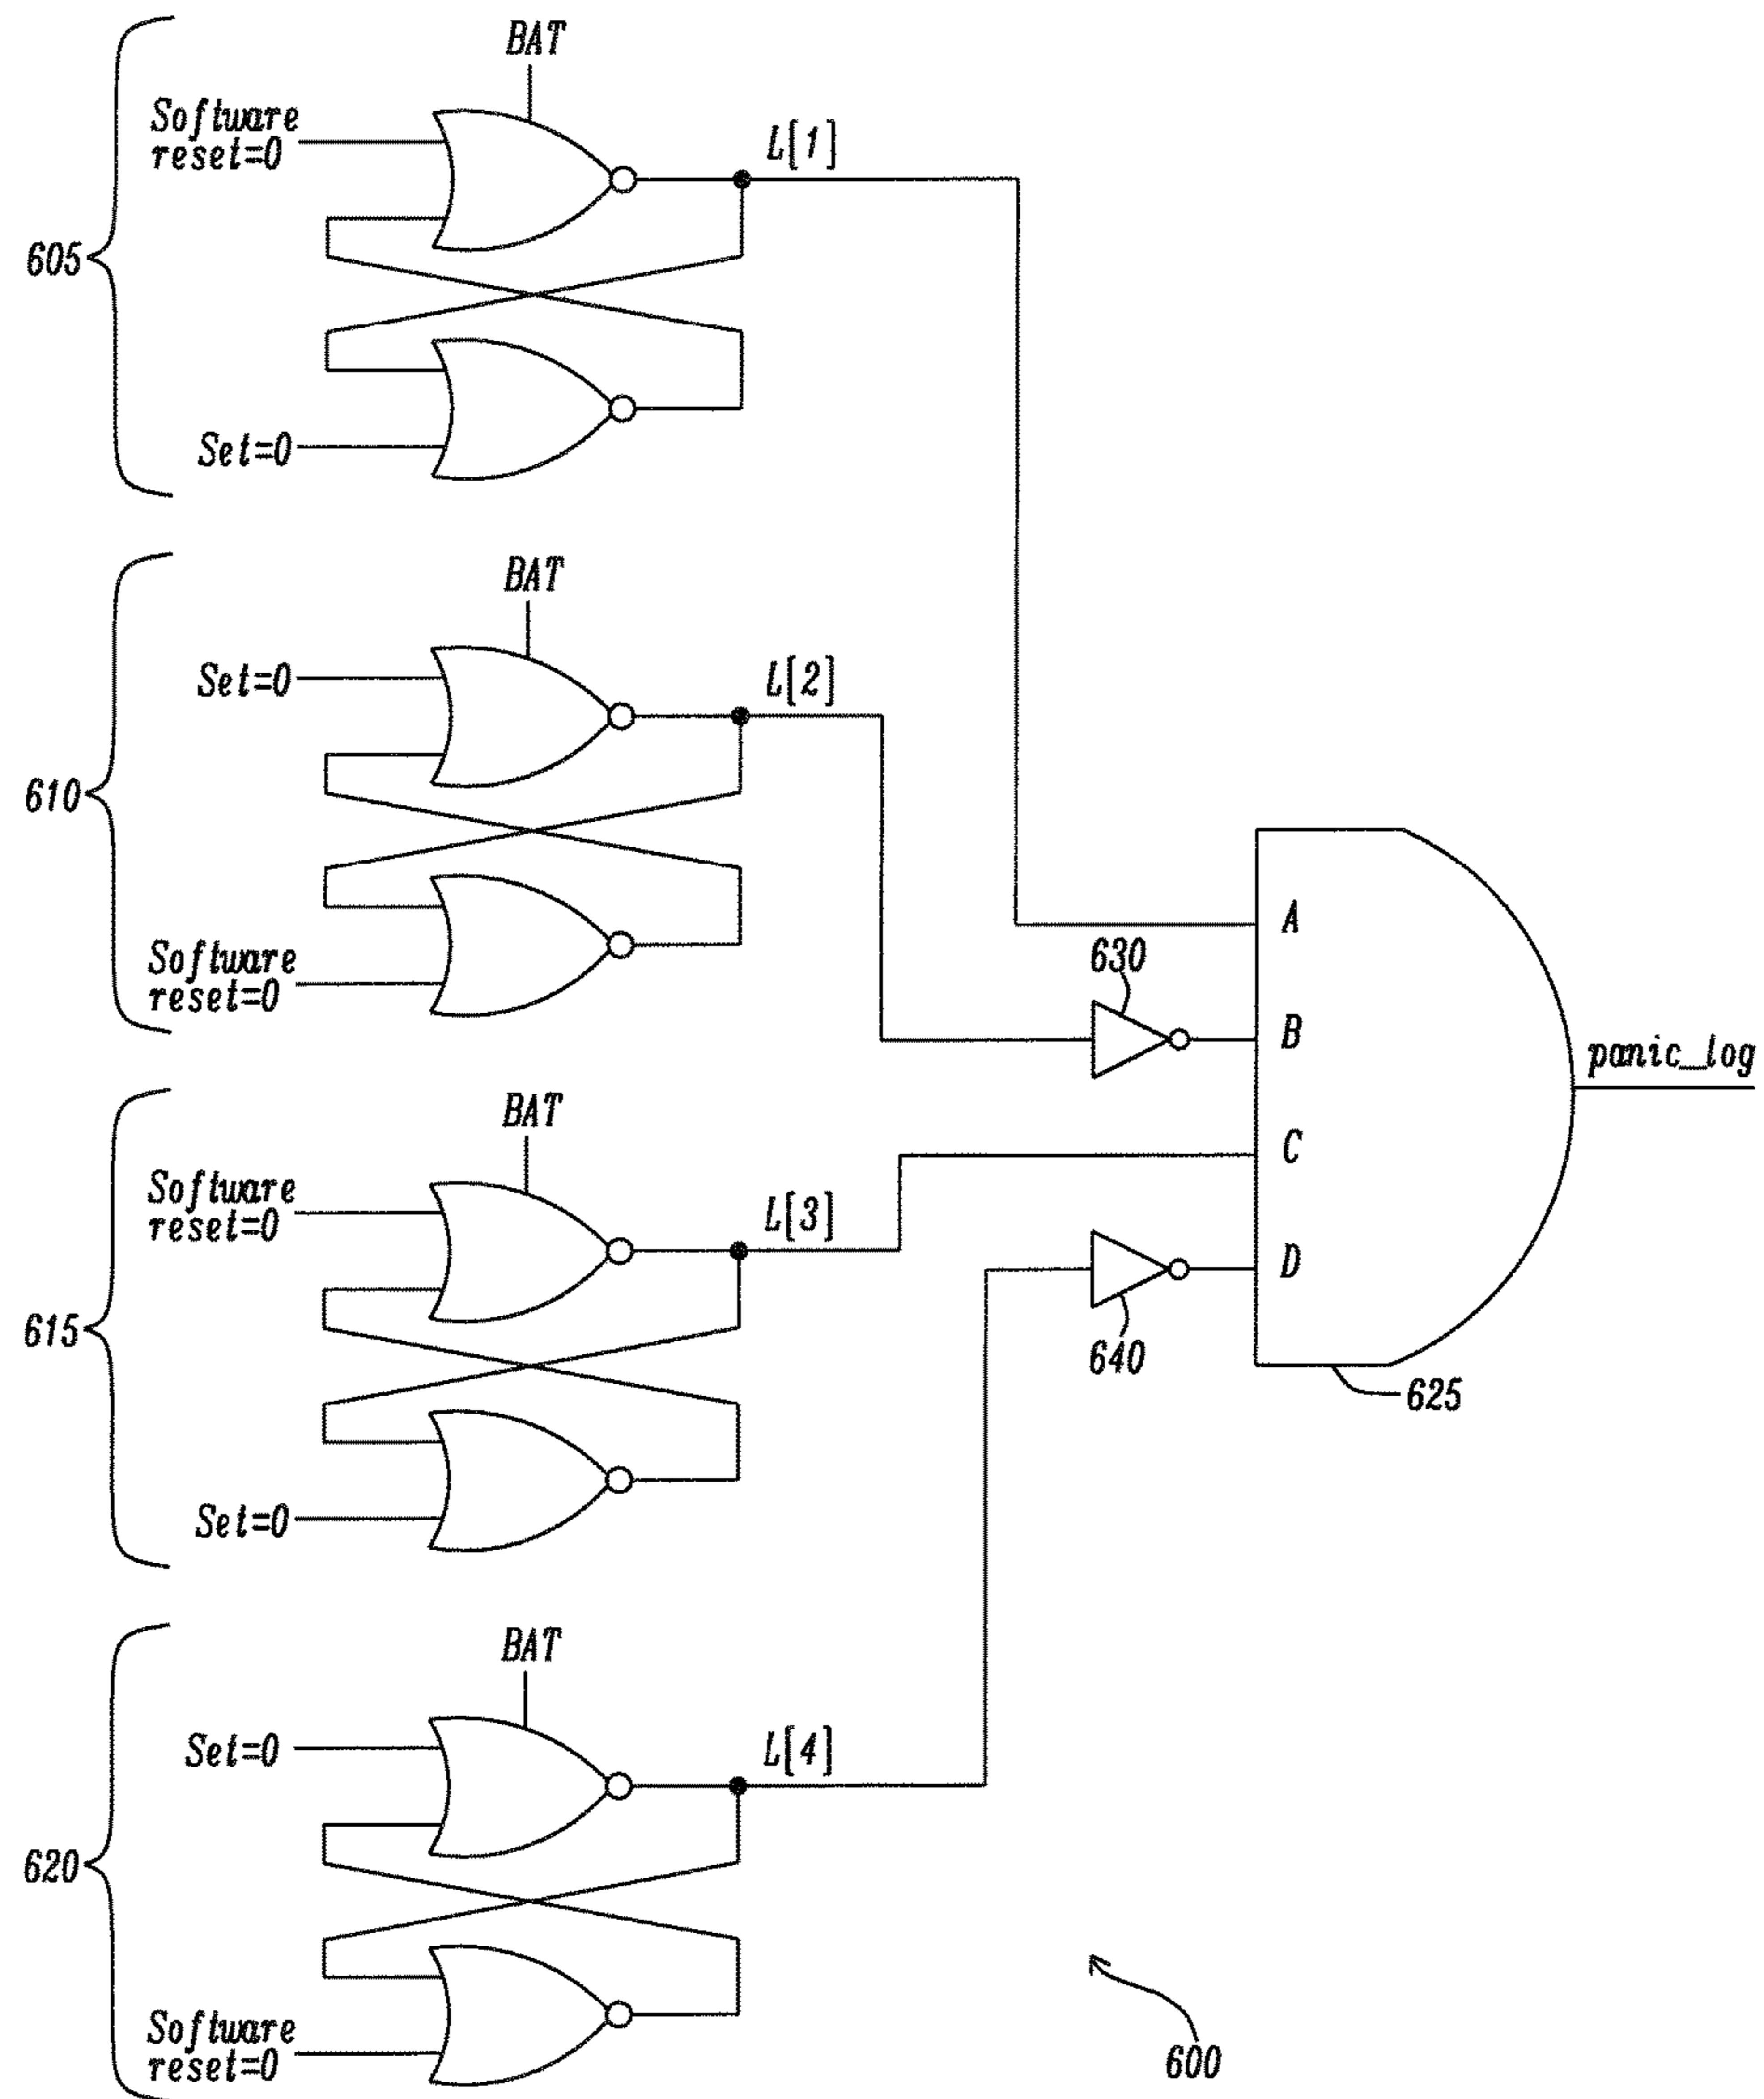 BAT
Software
reset=0
L[1]
605
Set=0
BAT
Set=0
L[2]
610
Software
reset=0
A
630
B
panic_log
BAT
C
Software
reset=0
L[3]
D
615
640
625
Set=0
BAT
Set=0
L[4]
620
Software
reset=0
600